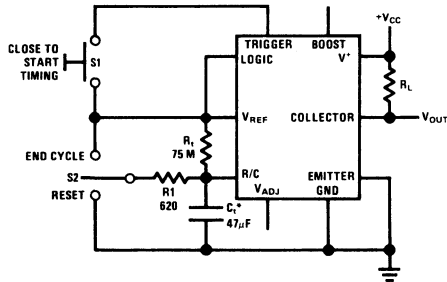 CLOSE TO
START
TIMING
S1
TRIGGER
LOGIC
BOOST
V+
+VCC
RL
VREF
COLLECTOR
VOUT
Rt
75 M
END CYCLE
S2
RESET
R1
620
R/C
VADJ
EMITTER
GND
Ct*
47μF